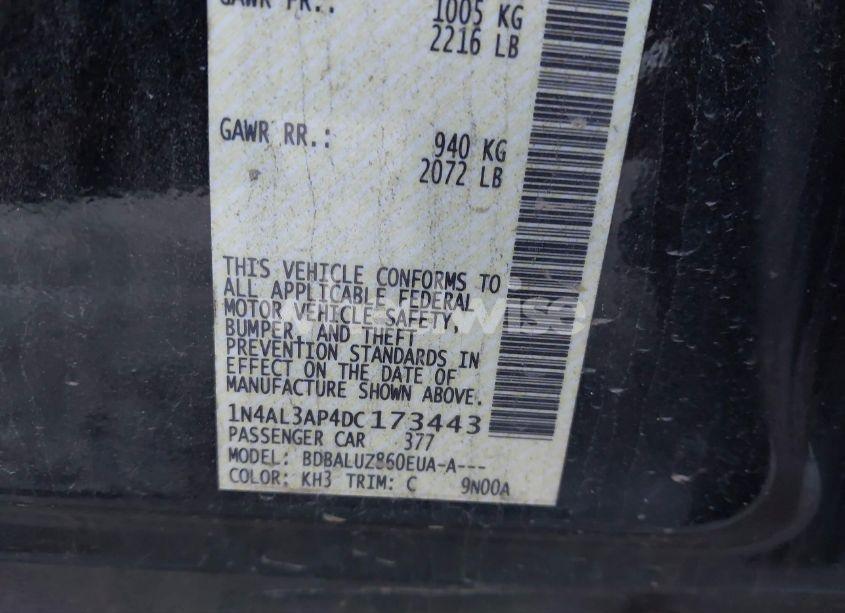 GAWR FR.: 1005 KG
2216 LB
GAWR RR.: 940 KG
2072 LB
THIS VEHICLE CONFORMS TO
ALL APPLICABLE FEDERAL
MOTOR VEHICLE SAFETY,
BUMPER, AND THEFT
PREVENTION STANDARDS IN
EFFECT ON THE DATE OF
MANUFACTURE SHOWN ABOVE.
1N4AL3AP4DC173443
PASSENGER CAR 377
MODEL: BDBALUZ860EUA-A---
COLOR: KH3 TRIM: C 9N00A